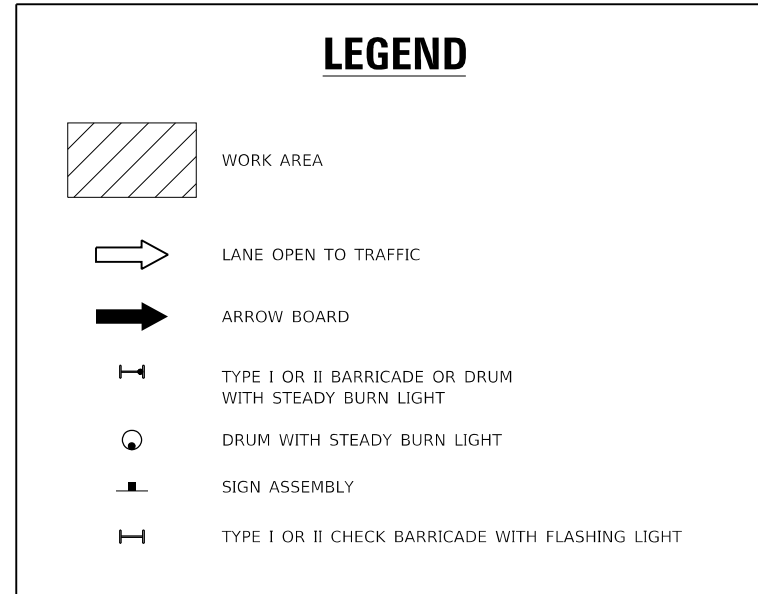 LEGEND
WORK AREA
LANE OPEN TO TRAFFIC
ARROW BOARD
TYPE I OR II BARRICADE OR DRUM
WITH STEADY BURN LIGHT
DRUM WITH STEADY BURN LIGHT
SIGN ASSEMBLY
TYPE I OR II CHECK BARRICADE WITH FLASHING LIGHT